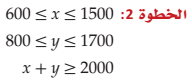 الخطوة 2: 600 ≤ x ≤ 1500
800 ≤ y ≤ 1700
x + y ≥ 2000